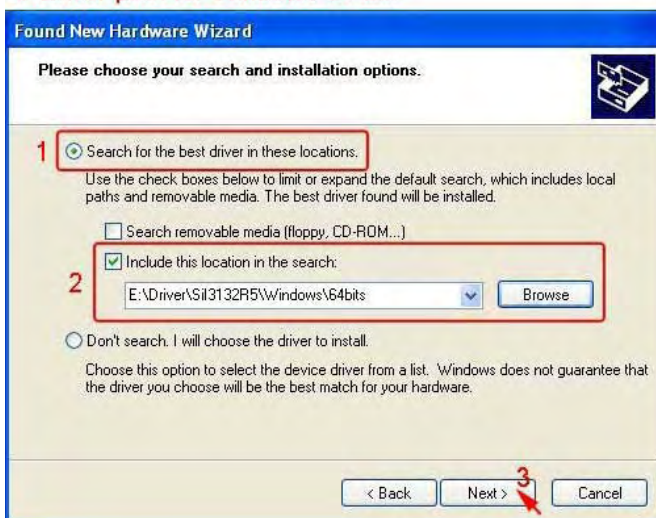 Found New Hardware Wizard
Please choose your search and installation options.
1
Search for the best driver in these locations.
Use the check boxes below to limit or expand the default search, which includes local
paths and removable media. The best driver found will be installed.
Search removable media (floppy, CD-ROM...)
2
Include this location in the search:
E:\Driver\SiI3132R5\Windows\64bits
Browse
Don't search. I will choose the driver to install.
Choose this option to select the device driver from a list. Windows does not guarantee that
the driver you choose will be the best match for your hardware.
3
< Back Next > Cancel